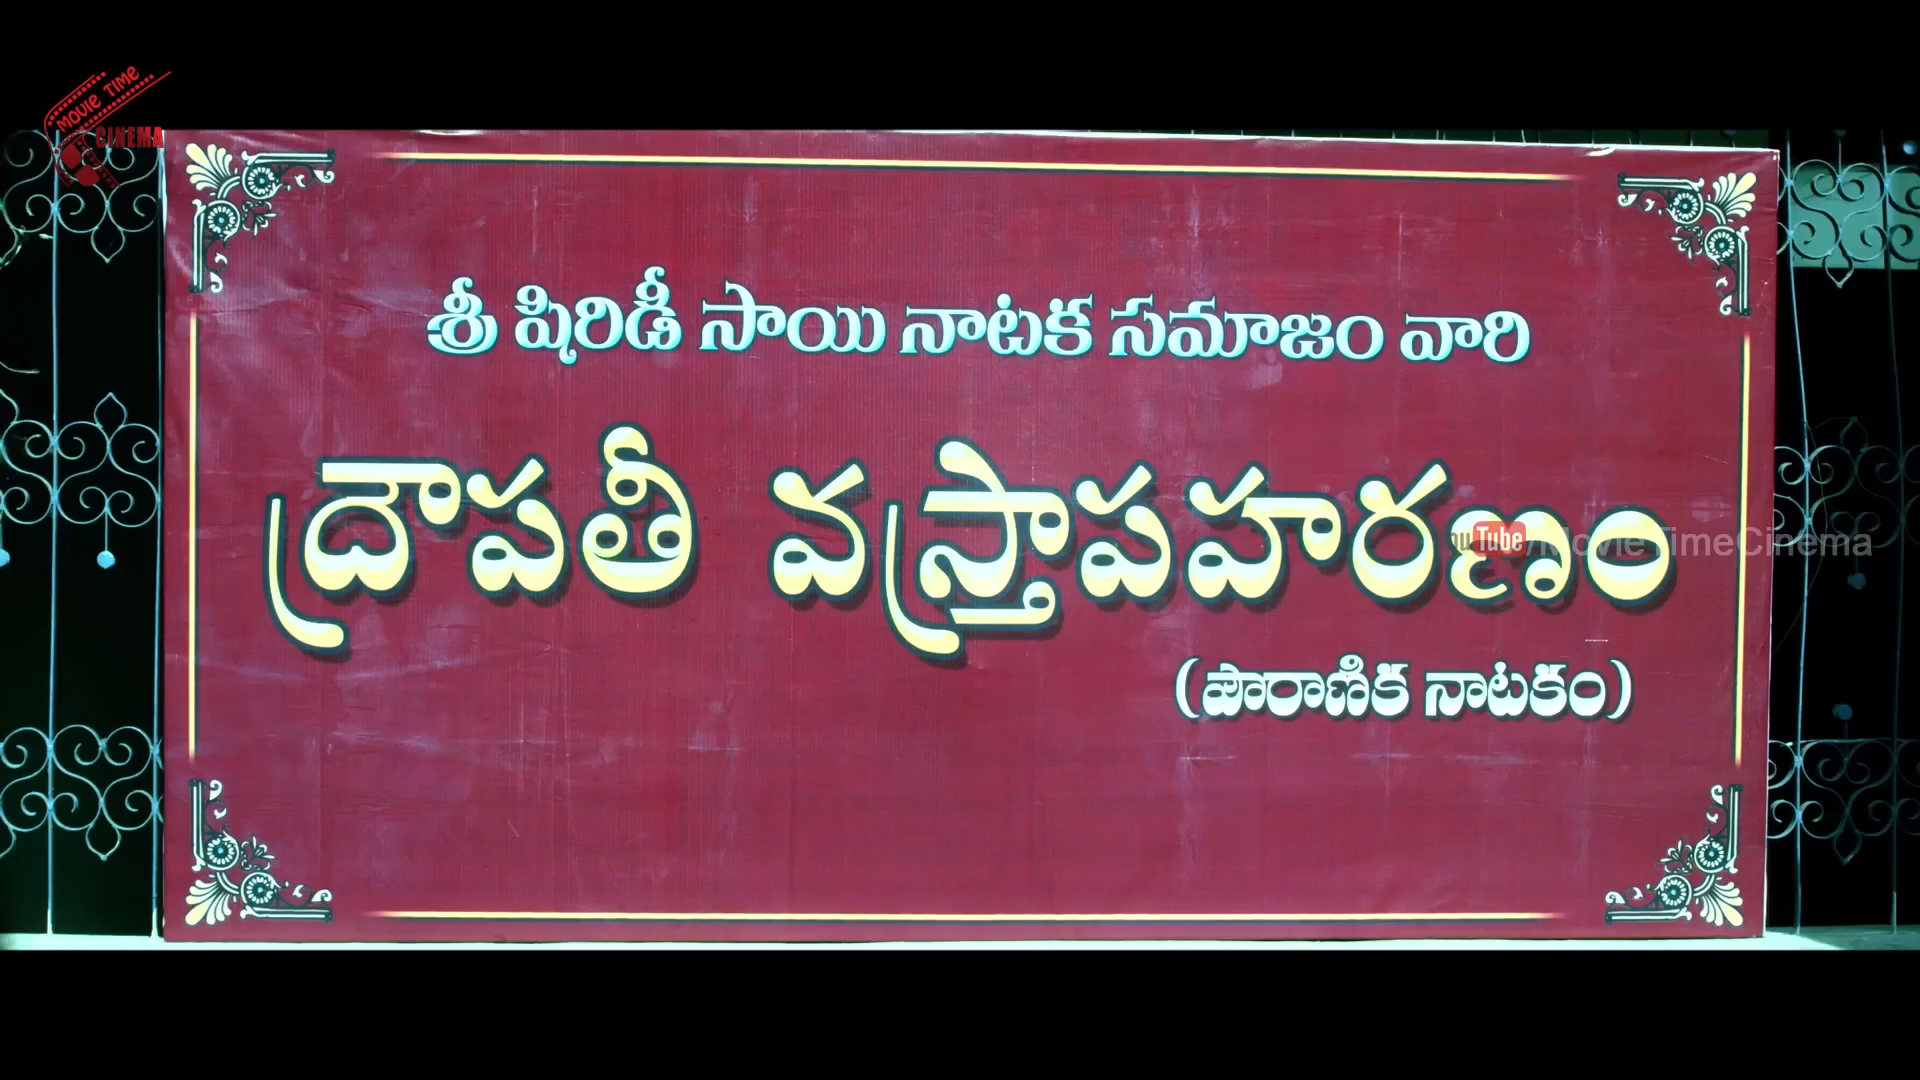 MOVIE TIME
CINEMA
శ్రీ షిరిడీ సాయి నాటక సమాజం వారి
ద్రౌపతీ వస్త్రాపహరణం
YouTube/MovieTimeCinema
(పౌరాణిక నాటకం)